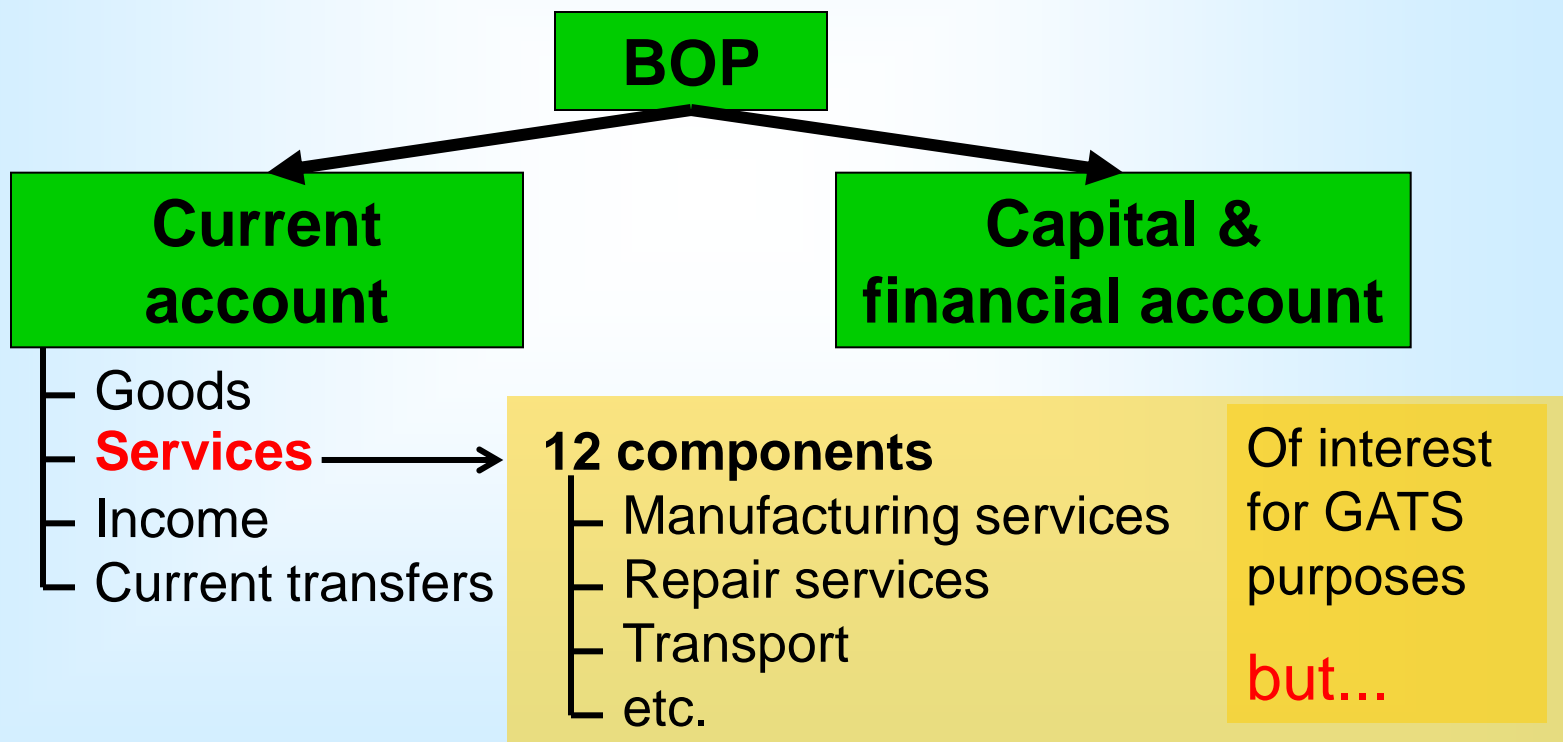 BOP
Current
account
Capital &
financial account
Goods
Services
Income
Current transfers
12 components
Manufacturing services
Repair services
Transport
etc.
Of interest
for GATS
purposes
but...